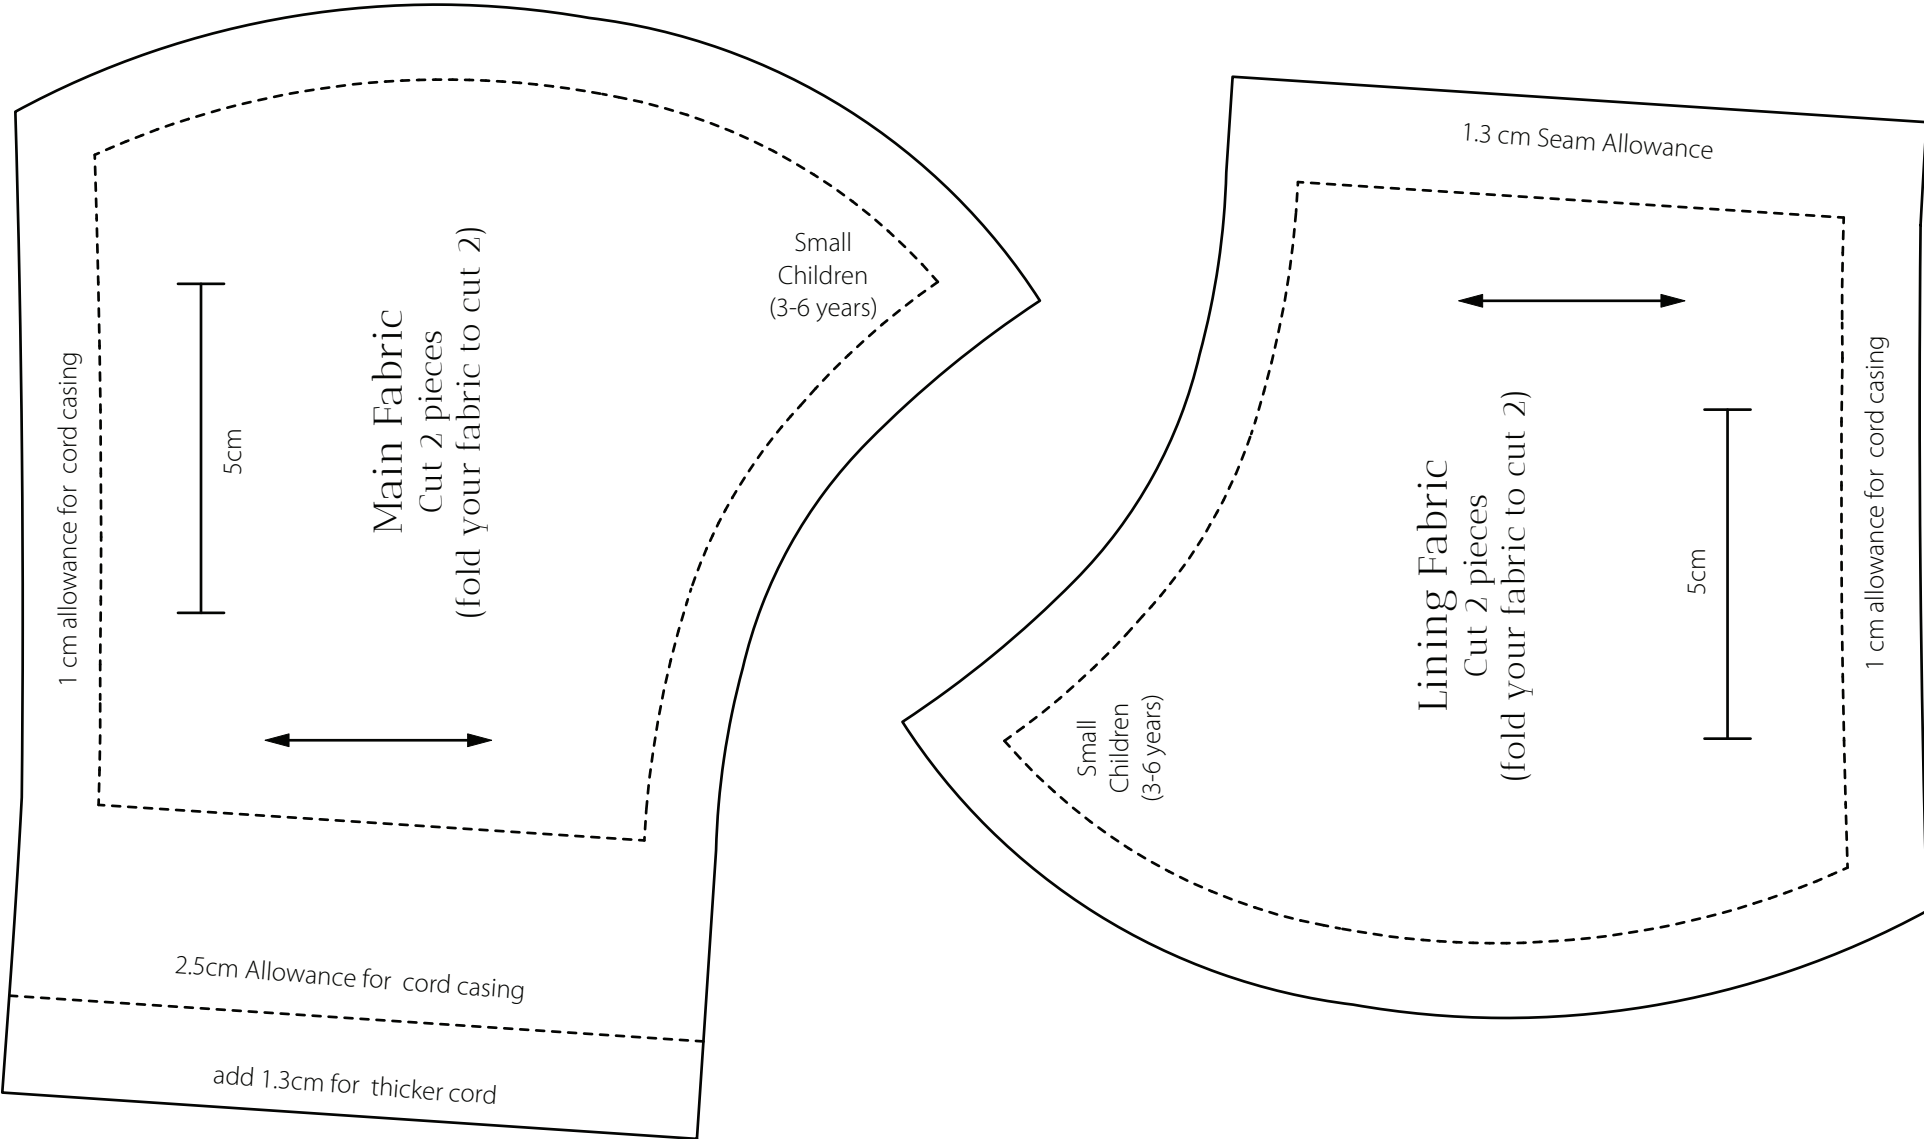 1 cm allowance for cord casing
5cm
Main Fabric
Cut 2 pieces
(fold your fabric to cut 2)
Small
Children
(3-6 years)
2.5cm Allowance for cord casing
add 1.3cm for thicker cord
1.3 cm Seam Allowance
Small
Children
(3-6 years)
Lining Fabric
Cut 2 pieces
(fold your fabric to cut 2)
5cm
1 cm allowance for cord casing